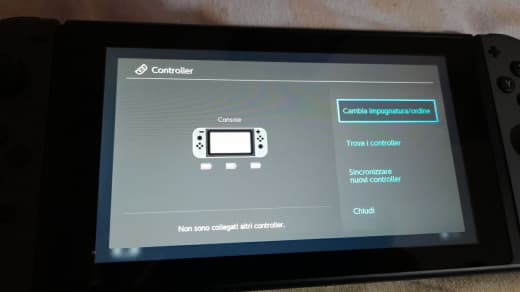 Controller
Console
Cambia impugnatura/ordine
Trova i controller
Sincronizzare
nuovi controller
Chiudi
Non sono collegati altri controller.